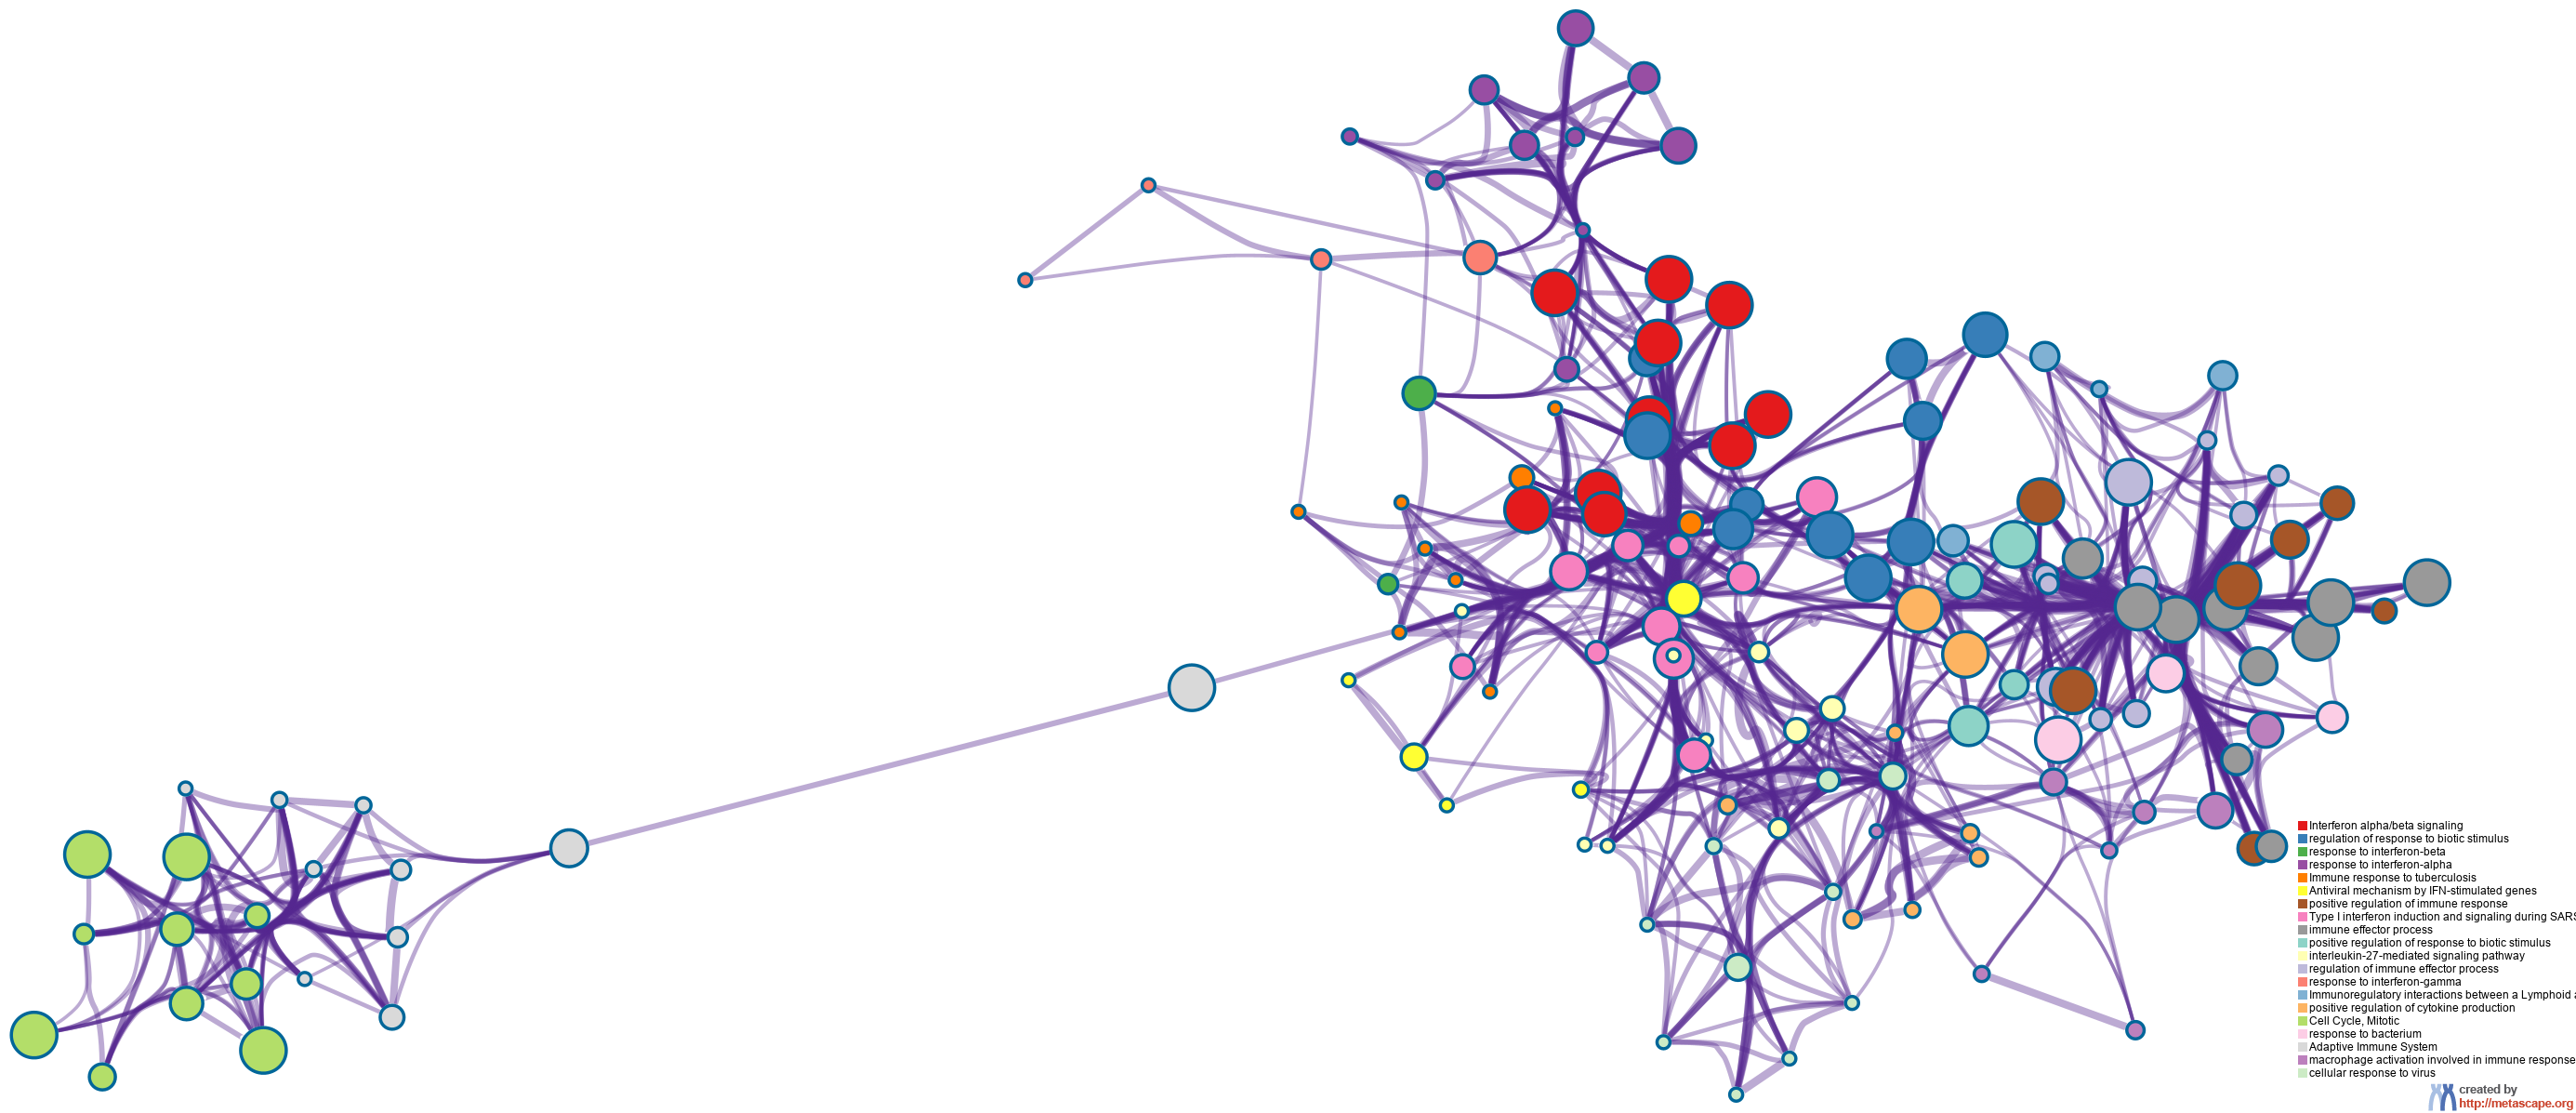 Interferon alpha/beta signaling
regulation of response to biotic stimulus
response to interferon-beta
response to interferon-alpha
Immune response to tuberculosis
Antiviral mechanism by IFN-stimulated genes
positive regulation of immune response
Type I interferon induction and signaling during SARS
immune effector process
positive regulation of response to biotic stimulus
interleukin-27-mediated signaling pathway
regulation of immune effector process
response to interferon-gamma
Immunoregulatory interactions between a Lymphoid a
positive regulation of cytokine production
Cell Cycle, Mitotic
response to bacterium
Adaptive Immune System
macrophage activation involved in immune response
cellular response to virus
created by
http://metascape.org